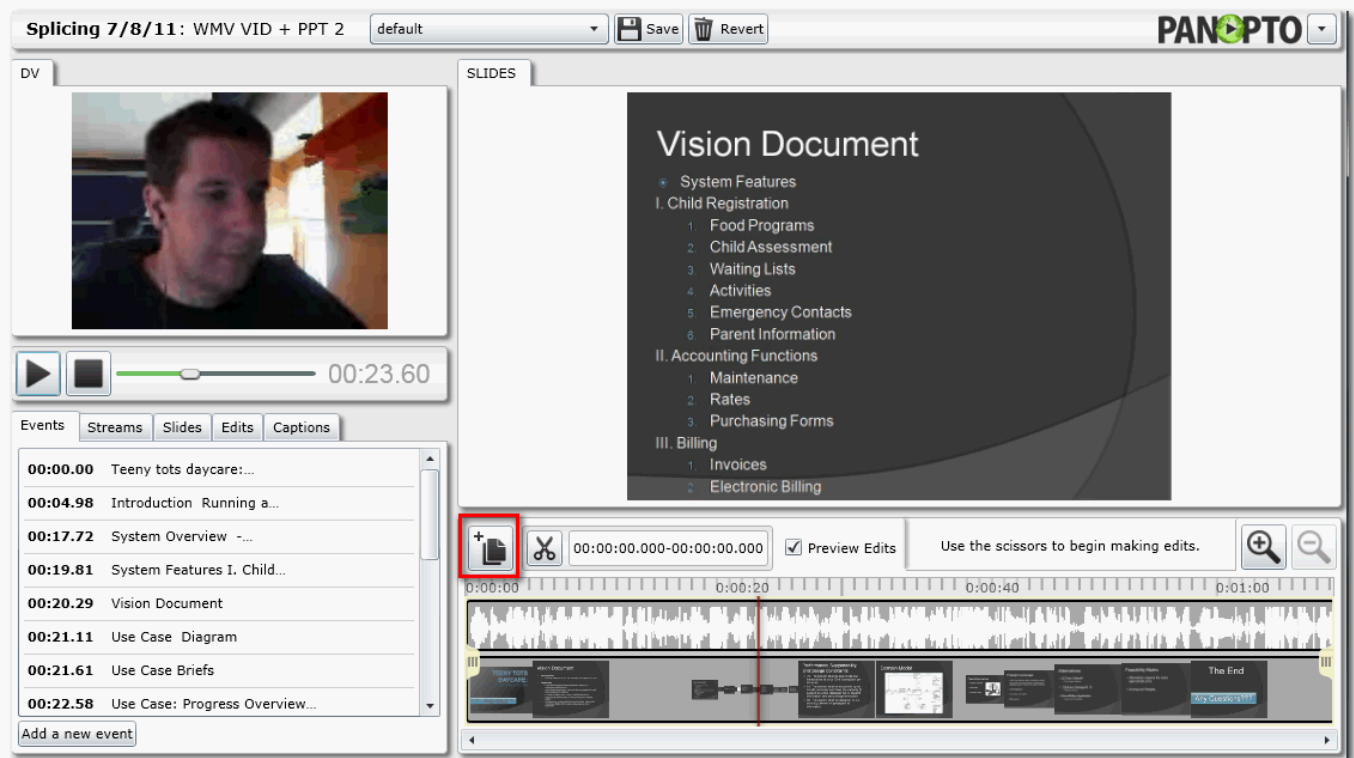 Splicing 7/8/11: WMV VID + PPT 2
default
Save
Revert
PANOPTO
DV
SLIDES
Vision Document
System Features
I. Child Registration
1. Food Programs
2. Child Assessment
3. Waiting Lists
4. Activities
5. Emergency Contacts
6. Parent Information
II. Accounting Functions
1. Maintenance
2. Rates
3. Purchasing Forms
III. Billing
1. Invoices
2. Electronic Billing
00:23.60
Events Streams Slides Edits Captions
00:00.00 Teeny tots daycare:...
00:04.98 Introduction Running a...
00:17.72 System Overview -...
00:19.81 System Features I. Child...
00:20.29 Vision Document
00:21.11 Use Case Diagram
00:21.61 Use Case Briefs
00:22.58 Use Case: Progress Overview...
Add a new event
00:00:00.000-00:00:00.000
Preview Edits
Use the scissors to begin making edits.
0:00:00 0:00:20 0:00:40 0:01:00
TEENY TOTS
DAYCARE
Vision Document
Domain Model
The End
Any Questions???